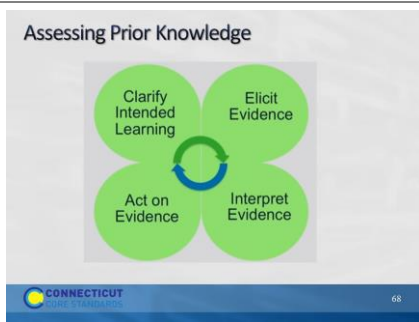 Assessing Prior Knowledge
Clarify
Intended
Learning
Elicit
Evidence
Act on
Evidence
Interpret
Evidence
CONNECTICUT
CORE STANDARDS
68